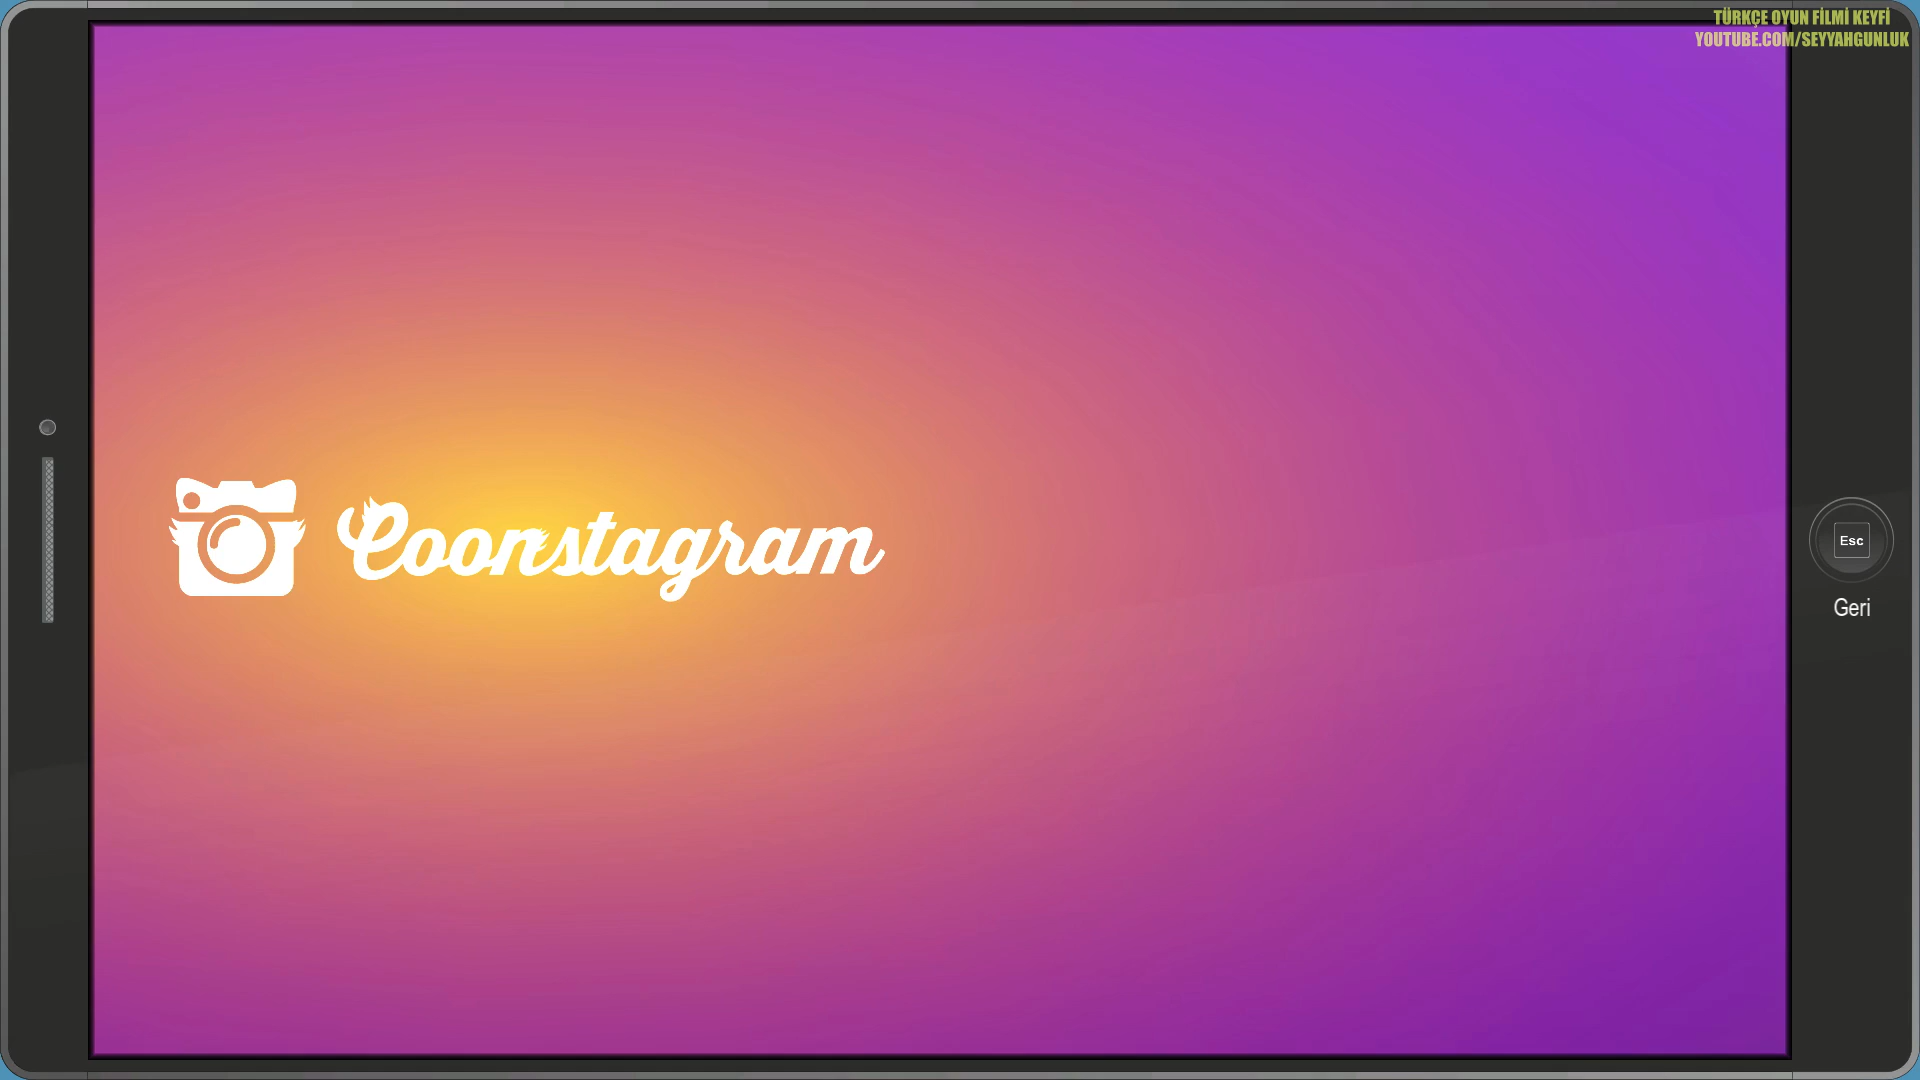 TÜRKÇE OYUN FİLMİ KEYFİ
YOUTUBE.COM/SEYYAHGUNLUK
Coonstagram
Esc
Geri